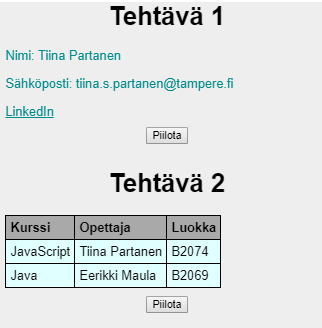 Tehtävä 1
Nimi: Tiina Partanen
Sähköposti: tiina.s.partanen@tampere.fi
LinkedIn
Piilota
Tehtävä 2
Kurssi Opettaja Luokka
JavaScript Tiina Partanen B2074
Java Eerikki Maula B2069
Piilota